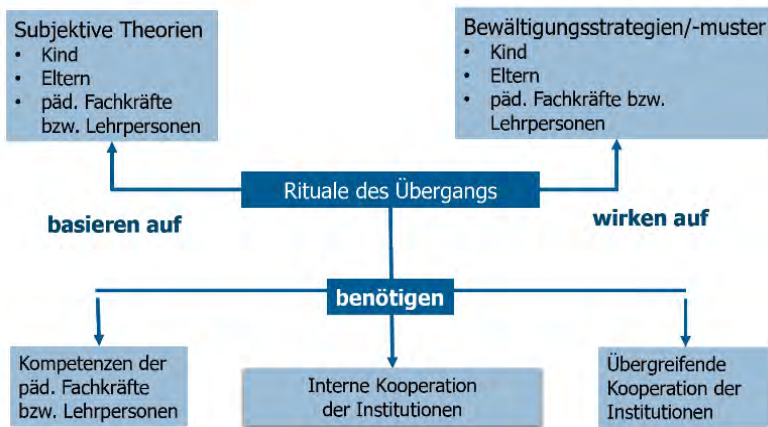 Subjektive Theorien
• Kind
• Eltern
• päd. Fachkräfte
bzw. Lehrpersonen
Bewältigungsstrategien/-muster
• Kind
• Eltern
• päd. Fachkräfte bzw.
Lehrpersonen
Rituale des Übergangs
basieren auf
wirken auf
benötigen
Kompetenzen der
päd. Fachkräfte
bzw. Lehrpersonen
Interne Kooperation
der Institutionen
Übergreifende
Kooperation der
Institutionen